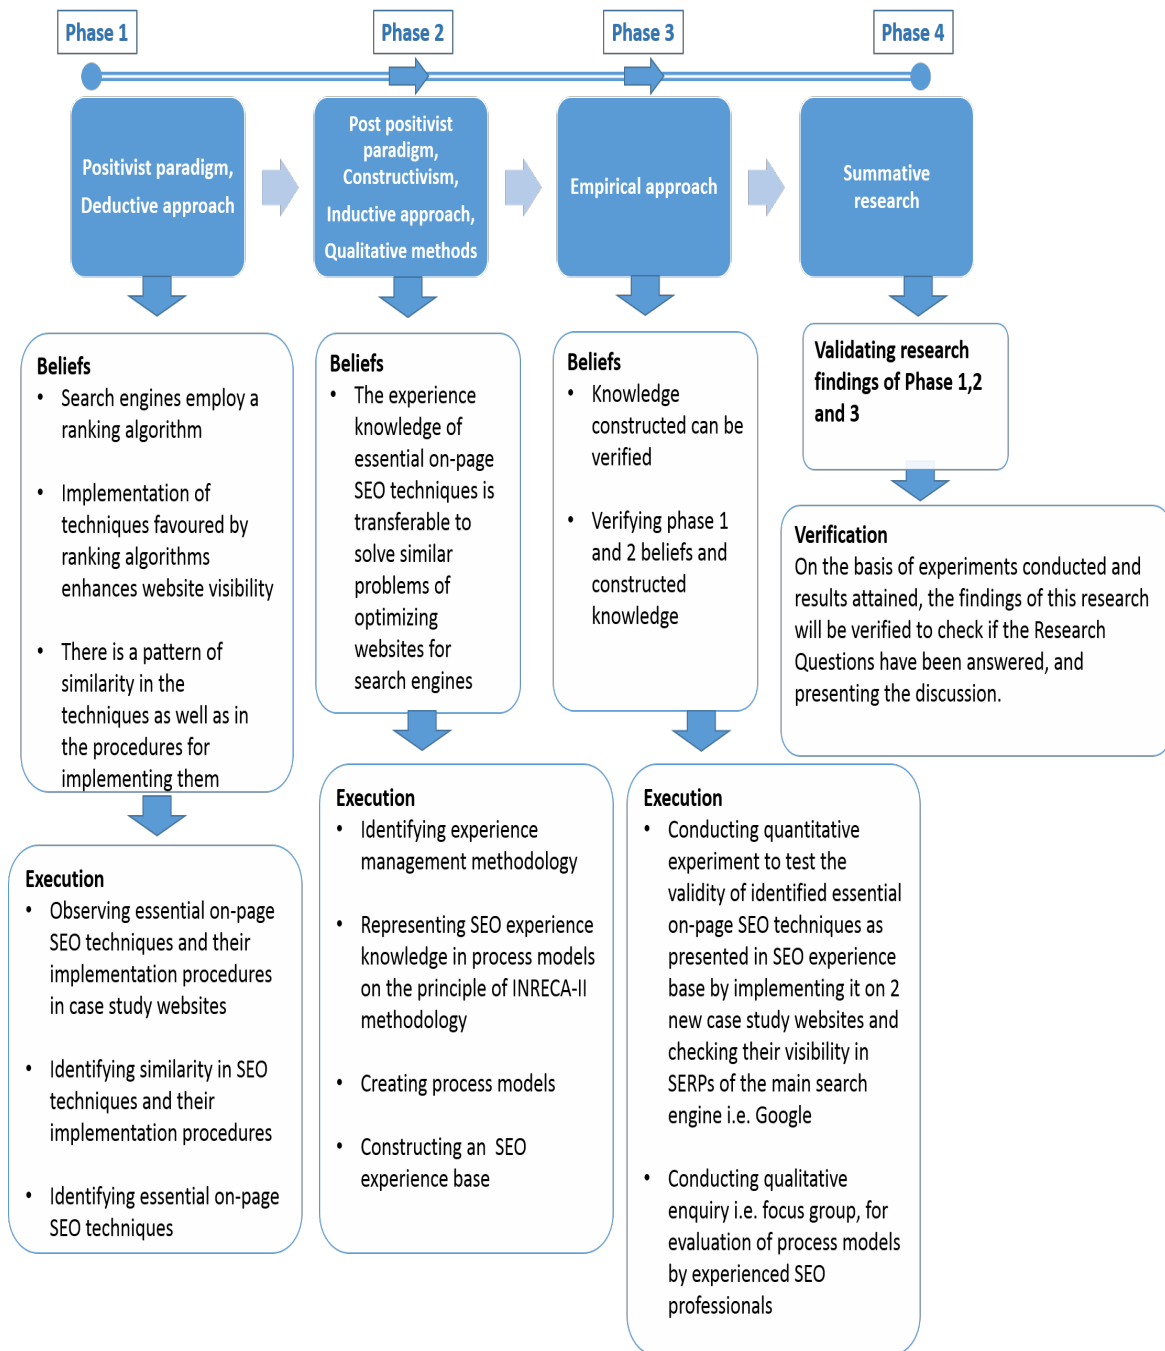 Phase 1
Phase 2
Phase 3
Phase 4
Positivist paradigm,
Deductive approach
Post positivist
paradigm,
Constructivism,
Inductive approach,
Qualitative methods
Empirical approach
Summative
research
Beliefs
• Search engines employ a
ranking algorithm
• Implementation of
techniques favoured by
ranking algorithms
enhances website visibility
• There is a pattern of
similarity in the
techniques as well as in
the procedures for
implementing them
Beliefs
• The experience
knowledge of
essential on-page
SEO techniques is
transferable to
solve similar
problems of
optimizing
websites for
search engines
Beliefs
• Knowledge
constructed can be
verified
• Verifying phase 1
and 2 beliefs and
constructed
knowledge
Validating research
findings of Phase 1,2
and 3
Verification
On the basis of experiments conducted and
results attained, the findings of this research
will be verified to check if the Research
Questions have been answered, and
presenting the discussion.
Execution
• Observing essential on-page
SEO techniques and their
implementation procedures
in case study websites
• Identifying similarity in SEO
techniques and their
implementation procedures
• Identifying essential on-page
SEO techniques
Execution
• Identifying experience
management methodology
• Representing SEO experience
knowledge in process models
on the principle of INRECA-II
methodology
• Creating process models
• Constructing an SEO
experience base
Execution
• Conducting quantitative
experiment to test the
validity of identified essential
on-page SEO techniques as
presented in SEO experience
base by implementing it on 2
new case study websites and
checking their visibility in
SERPs of the main search
engine i.e. Google
• Conducting qualitative
enquiry i.e. focus group, for
evaluation of process models
by experienced SEO
professionals